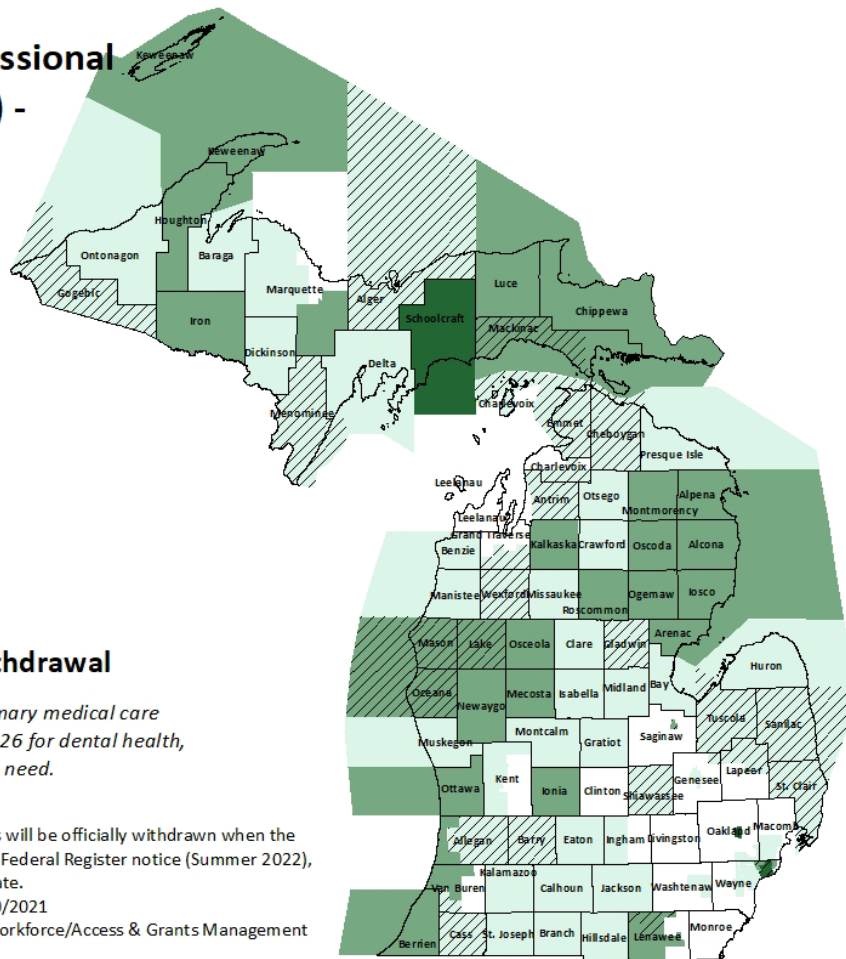 ssional
) -
Keweenaw
Keweenaw
Houghton
Ontonagon
Baraga
Gogebic
Marquette
Alger
Luce
Iron
Schoolcraft
Chippewa
Mackinac
Dickinson
Delta
Menominee
Charlevoix
Emmet
Cheboygan
Presque Isle
Charlevoix
Leelanau
Antrim
Otsego
Alpena
Montmorency
Leelanau
Grand Traverse
Benzie
Kalkaska
Crawford
Oscoda
Alcona
Manistee
Wexford
Missaukee
Ogemaw
Iosco
Roscommon
Arenac
Mason
Lake
Osceola
Clare
Gladwin
Huron
Oceana
Newaygo
Mecosta
Isabella
Midland
Bay
Tuscola
Sanilac
Muskegon
Montcalm
Gratiot
Saginaw
Ottawa
Kent
Ionia
Clinton
Shiawassee
Genesee
Lapeer
St. Clair
Allegan
Barry
Eaton
Ingham
Livingston
Oakland
Macomb
Van Buren
Kalamazoo
Calhoun
Jackson
Washtenaw
Wayne
Berrien
Cass
St. Joseph
Branch
Hillsdale
Lenawee
Monroe
thdrawal
mary medical care
26 for dental health,
need.
s will be officially withdrawn when the
Federal Register notice (Summer 2022),
ate.
)/2021
orkforce/Access & Grants Management